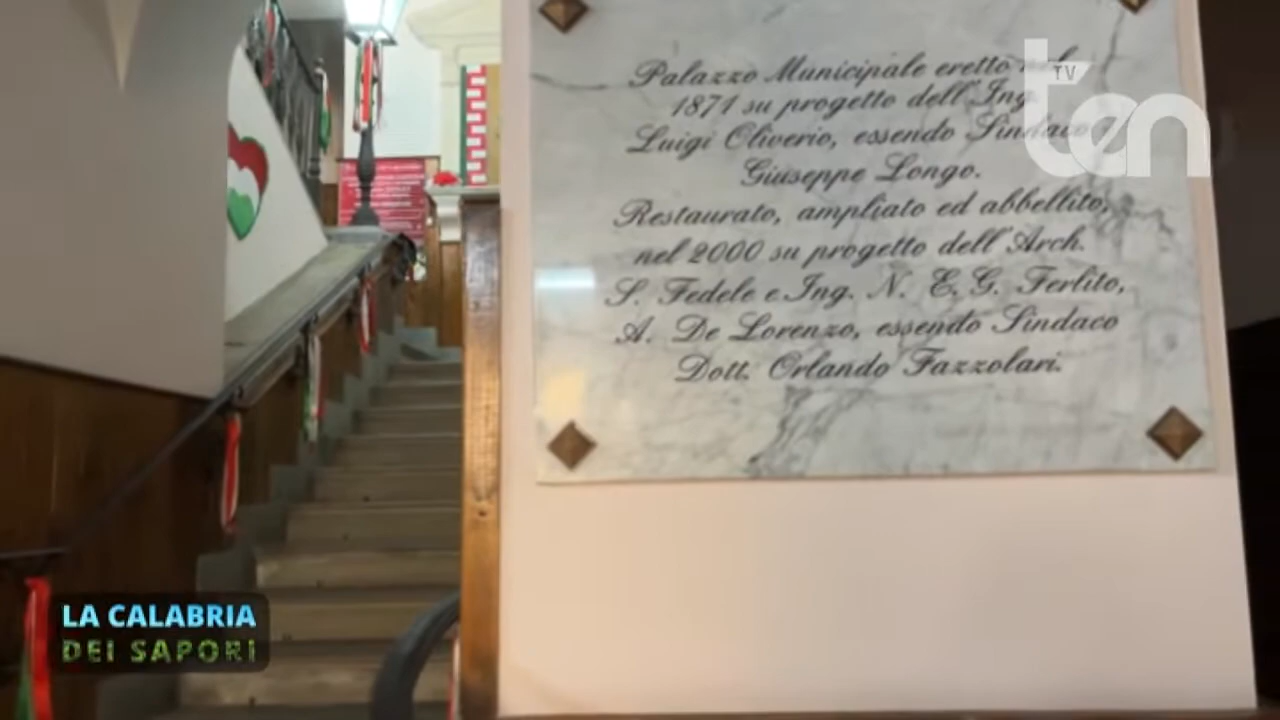 Palazzo Municipale eretto nel
1871 su progetto dell'Ing.
Luigi Oliverio, essendo Sindaco
Giuseppe Longo.
Restaurato, ampliato ed abbellito,
nel 2000 su progetto dell'Arch.
S. Fedele e Ing. N. E. G. Ferlito,
A. De Lorenzo, essendo Sindaco
Dott. Orlando Fazzolari.
ten
TV
LA CALABRIA
DEI SAPORI